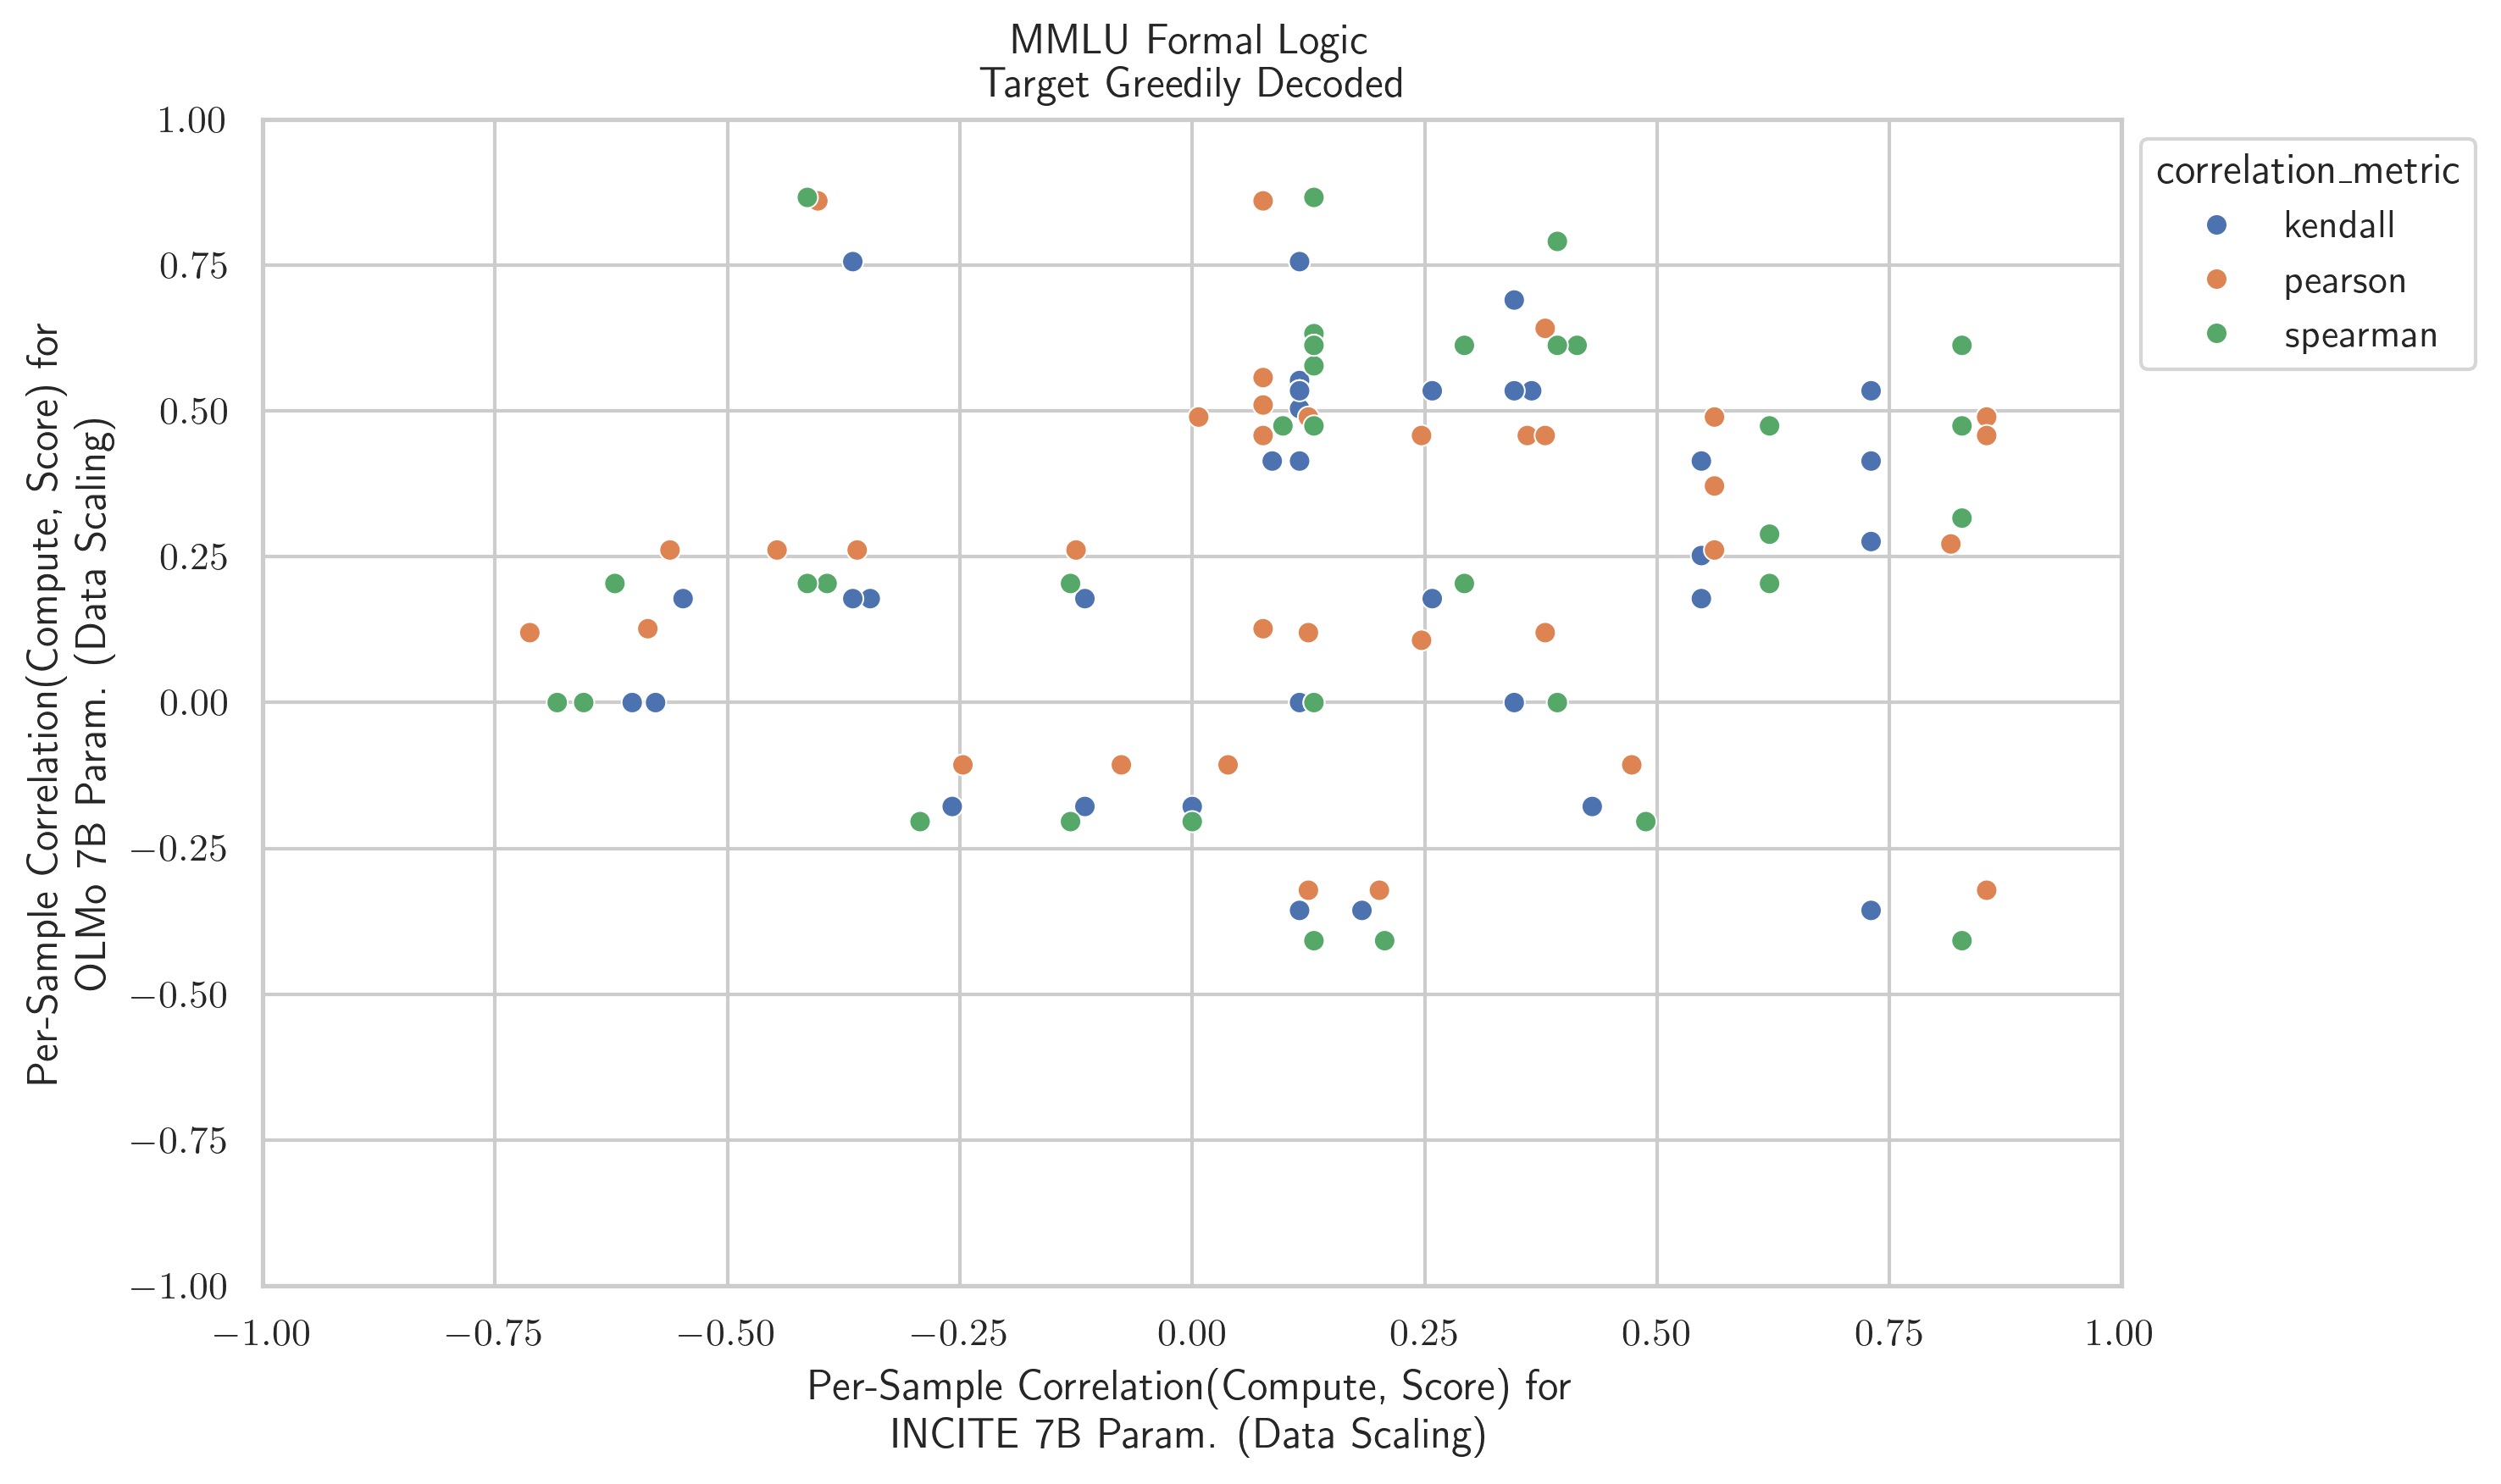 MMLU Formal Logic
Target Greedily Decoded
1.00
0.75
0.50
0.25
0.00
−0.25
−0.50
−0.75
−1.00
Per-Sample Correlation(Compute, Score) for
OLMo 7B Param. (Data Scaling)
correlation_metric
kendall
pearson
spearman
−1.00
−0.75
−0.50
−0.25
0.00
0.25
0.50
0.75
1.00
Per-Sample Correlation(Compute, Score) for
INCITE 7B Param. (Data Scaling)